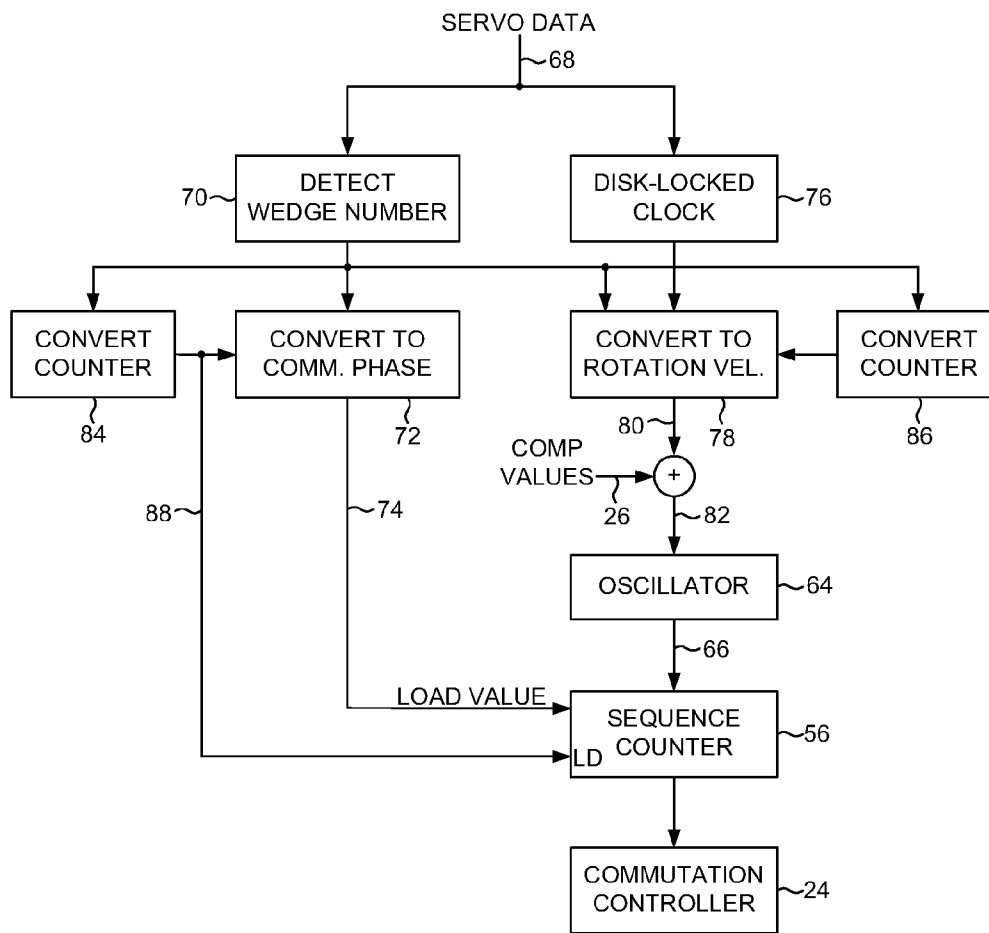 SERVO DATA
68
70
DETECT
WEDGE NUMBER
DISK-LOCKED
CLOCK
76
CONVERT
COUNTER
CONVERT TO
COMM. PHASE
CONVERT TO
ROTATION VEL.
CONVERT
COUNTER
84
72
80
78
86
COMP
VALUES
+
88
74
26
82
OSCILLATOR
64
66
LOAD VALUE
SEQUENCE
COUNTER
56
LD
COMMUTATION
CONTROLLER
24